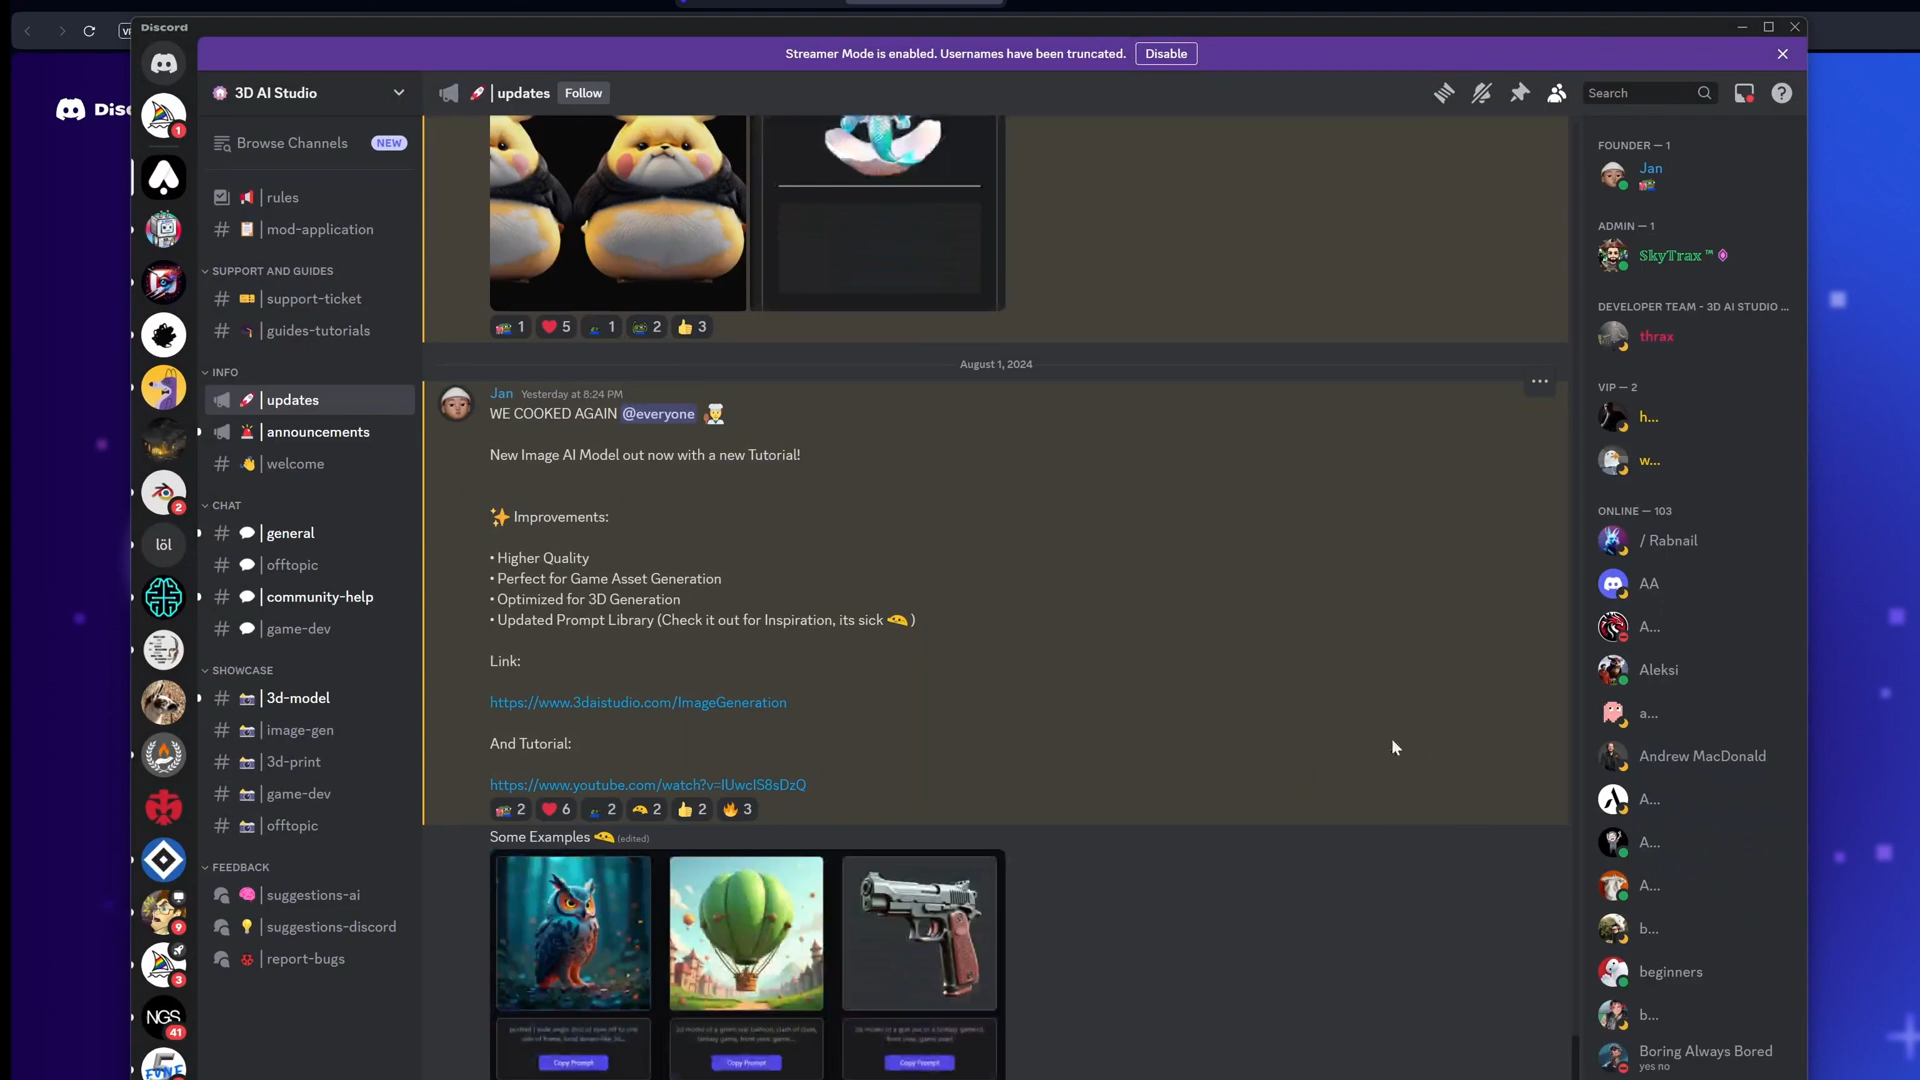 Discord
Streamer Mode is enabled. Usernames have been truncated.
Disable
Disc
1
2
löl
9
3
NGS
41
3D AI Studio
Browse Channels
NEW
| rules
| mod-application
SUPPORT AND GUIDES
| support-ticket
| guides-tutorials
INFO
| updates
| announcements
| welcome
CHAT
| general
| offtopic
| community-help
| game-dev
SHOWCASE
| 3d-model
| image-gen
| 3d-print
| game-dev
| offtopic
FEEDBACK
| suggestions-ai
| suggestions-discord
| report-bugs
| updates
Follow
Search
1 5 1 2 3
August 1, 2024
Jan Yesterday at 8:24 PM
WE COOKED AGAIN @everyone
New Image AI Model out now with a new Tutorial!
Improvements:
• Higher Quality
• Perfect for Game Asset Generation
• Optimized for 3D Generation
• Updated Prompt Library (Check it out for Inspiration, its sick )
Link:
https://www.3daistudio.com/ImageGeneration
And Tutorial:
https://www.youtube.com/watch?v=IUwcIS8sDzQ
2 6 2 2 2 3
Some Examples (edited)
Copy Prompt
Copy Prompt
Copy Prompt
FOUNDER — 1
Jan
ADMIN — 1
SkyTrax ™
DEVELOPER TEAM - 3D AI STUDIO ...
thrax
VIP — 2
h...
w...
ONLINE — 103
/ Rabnail
AA
A...
Aleksi
a...
Andrew MacDonald
A...
A...
A...
b...
beginners
b...
Boring Always Bored
yes no